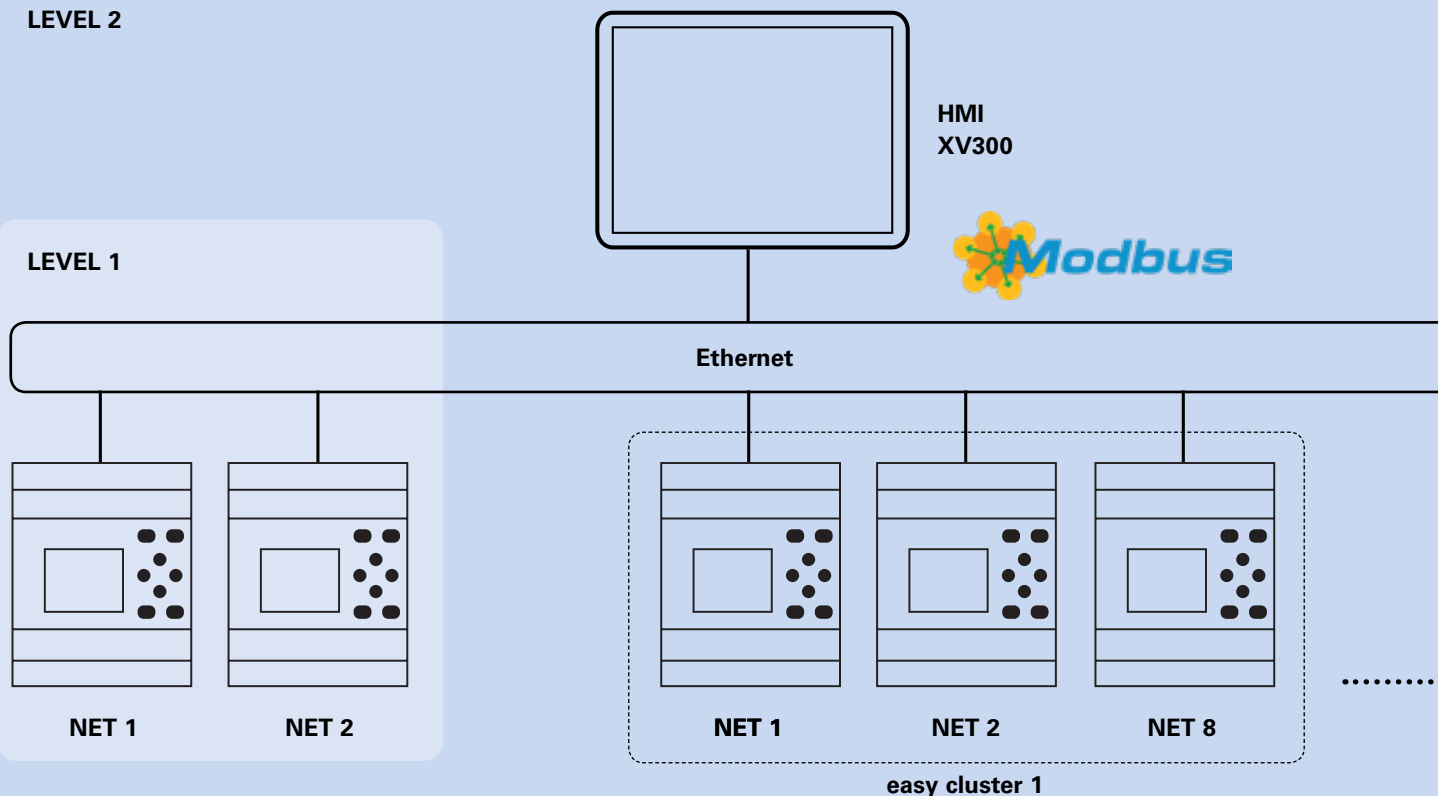 LEVEL 2
HMI
XV300
Modbus
LEVEL 1
Ethernet
NET 1
NET 2
NET 1
NET 2
NET 8
easy cluster 1